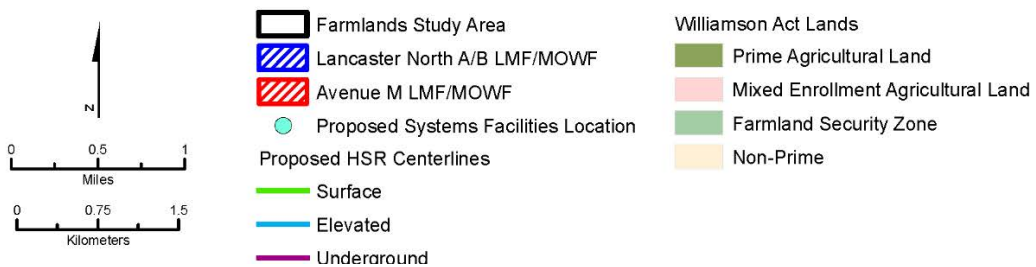 N
0 0.5 1
Miles
0 0.75 1.5
Kilometers
Farmlands Study Area
Lancaster North A/B LMF/MOWF
Avenue M LMF/MOWF
Proposed Systems Facilities Location
Proposed HSR Centerlines
Surface
Elevated
Underground
Williamson Act Lands
Prime Agricultural Land
Mixed Enrollment Agricultural Land
Farmland Security Zone
Non-Prime